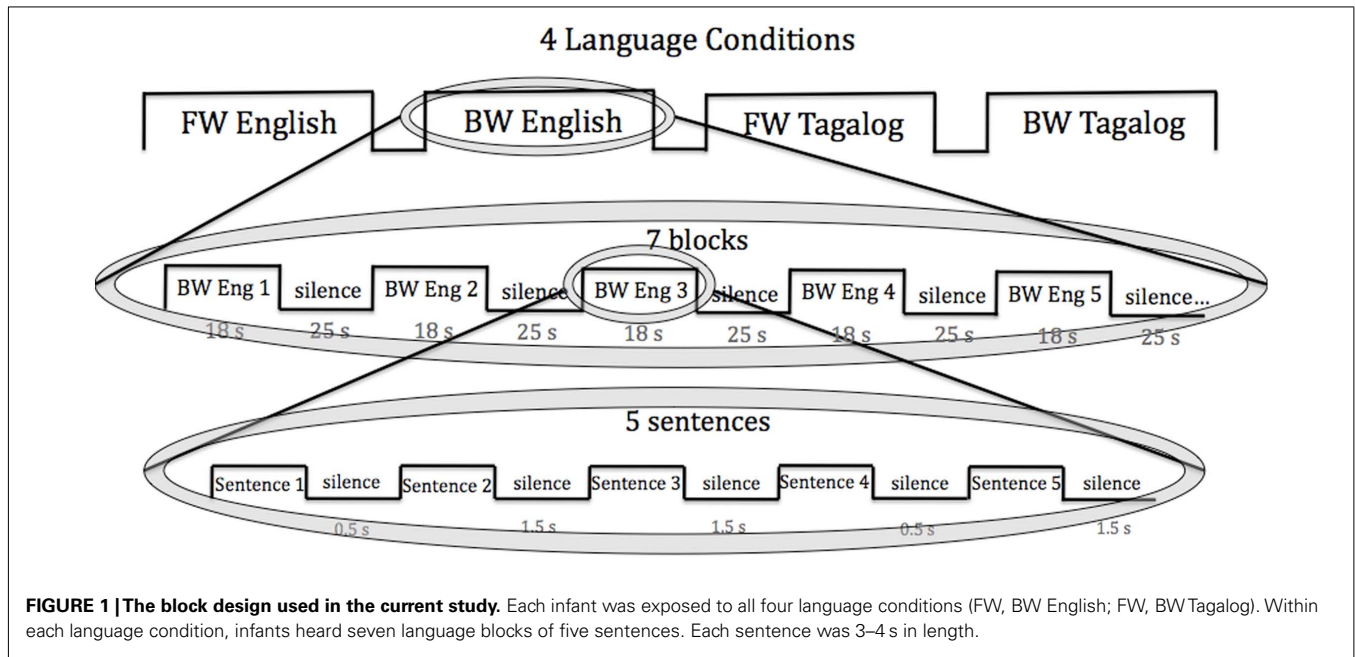 4 Language Conditions
FW English BW English FW Tagalog BW Tagalog
7 blocks
BW Eng 1 silence BW Eng 2 silence BW Eng 3 silence BW Eng 4 silence BW Eng 5 silence...
18 s 25 s 18 s 25 s 18 s 25 s 18 s 25 s 18 s 25 s
5 sentences
Sentence 1 silence Sentence 2 silence Sentence 3 silence Sentence 4 silence Sentence 5 silence
0.5 s 1.5 s 1.5 s 0.5 s 1.5 s
FIGURE 1 | The block design used in the current study. Each infant was exposed to all four language conditions (FW, BW English; FW, BW Tagalog). Within
each language condition, infants heard seven language blocks of five sentences. Each sentence was 3–4 s in length.